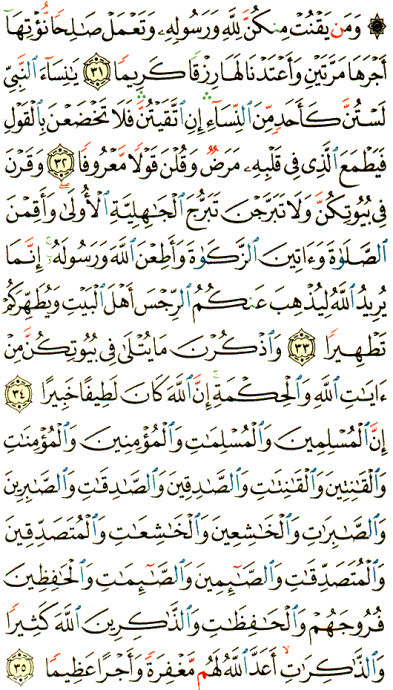 ۞ وَمَن يَقْنُتْ مِنكُنَّ لِلَّهِ وَرَسُولِهِۦ وَتَعْمَلْ صَٰلِحًا نُّؤْتِهَآ
أَجْرَهَا مَرَّتَيْنِ وَأَعْتَدْنَا لَهَا رِزْقًا كَرِيمًا ٣١ يَٰنِسَآءَ ٱلنَّبِىِّ
لَسْتُنَّ كَأَحَدٍ مِّنَ ٱلنِّسَآءِ إِنِ ٱتَّقَيْتُنَّ فَلَا تَخْضَعْنَ بِٱلْقَوْلِ
فَيَطْمَعَ ٱلَّذِى فِى قَلْبِهِۦ مَرَضٌ وَقُلْنَ قَوْلًا مَّعْرُوفًا ٣٢ وَقَرْنَ
فِى بُيُوتِكُنَّ وَلَا تَبَرَّجْنَ تَبَرُّجَ ٱلْجَٰهِلِيَّةِ ٱلْأُولَىٰ وَأَقِمْنَ
ٱلصَّلَوٰةَ وَءَاتِينَ ٱلزَّكَوٰةَ وَأَطِعْنَ ٱللَّهَ وَرَسُولَهُۥٓ ۚ إِنَّمَا
يُرِيدُ ٱللَّهُ لِيُذْهِبَ عَنكُمُ ٱلرِّجْسَ أَهْلَ ٱلْبَيْتِ وَيُطَهِّرَكُمْ
تَطْهِيرًا ٣٣ وَٱذْكُرْنَ مَا يُتْلَىٰ فِى بُيُوتِكُنَّ مِنْ
ءَايَٰتِ ٱللَّهِ وَٱلْحِكْمَةِ ۚ إِنَّ ٱللَّهَ كَانَ لَطِيفًا خَبِيرًا ٣٤
إِنَّ ٱلْمُسْلِمِينَ وَٱلْمُسْلِمَٰتِ وَٱلْمُؤْمِنِينَ وَٱلْمُؤْمِنَٰتِ
وَٱلْقَٰنِتِينَ وَٱلْقَٰنِتَٰتِ وَٱلصَّٰدِقِينَ وَٱلصَّٰدِقَٰتِ وَٱلصَّٰبِرِينَ
وَٱلصَّٰبِرَٰتِ وَٱلْخَٰشِعِينَ وَٱلْخَٰشِعَٰتِ وَٱلْمُتَصَدِّقِينَ
وَٱلْمُتَصَدِّقَٰتِ وَٱلصَّٰٓئِمِينَ وَٱلصَّٰٓئِمَٰتِ وَٱلْحَٰفِظِينَ
فُرُوجَهُمْ وَٱلْحَٰفِظَٰتِ وَٱلذَّٰكِرِينَ ٱللَّهَ كَثِيرًا
وَٱلذَّٰكِرَٰتِ أَعَدَّ ٱللَّهُ لَهُم مَّغْفِرَةً وَأَجْرًا عَظِيمًا ٣٥